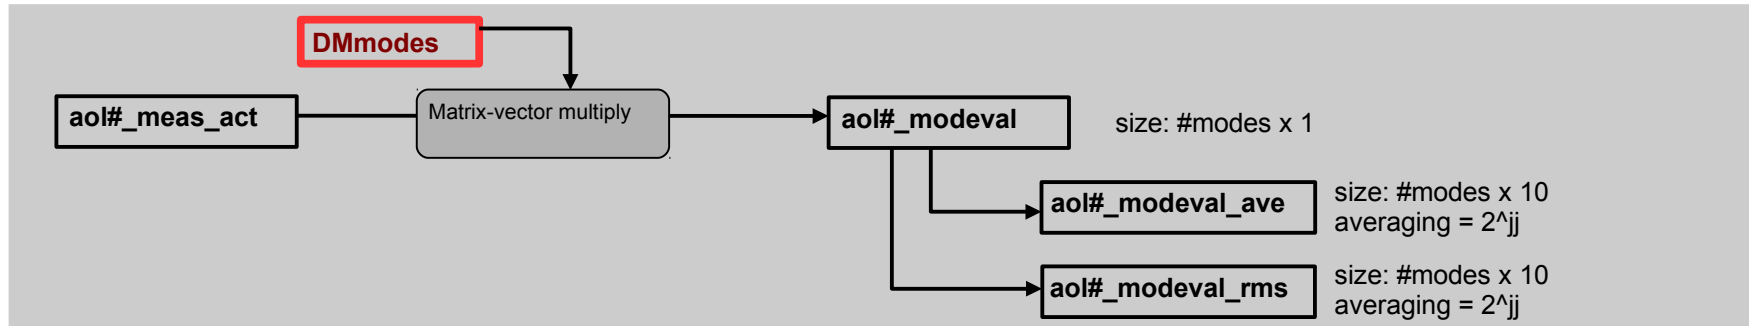 DMmodes
aol#_meas_act
Matrix-vector multiply
aol#_modeval
size: #modes x 1
aol#_modeval_ave
size: #modes x 10
averaging = 2^jj
aol#_modeval_rms
size: #modes x 10
averaging = 2^jj